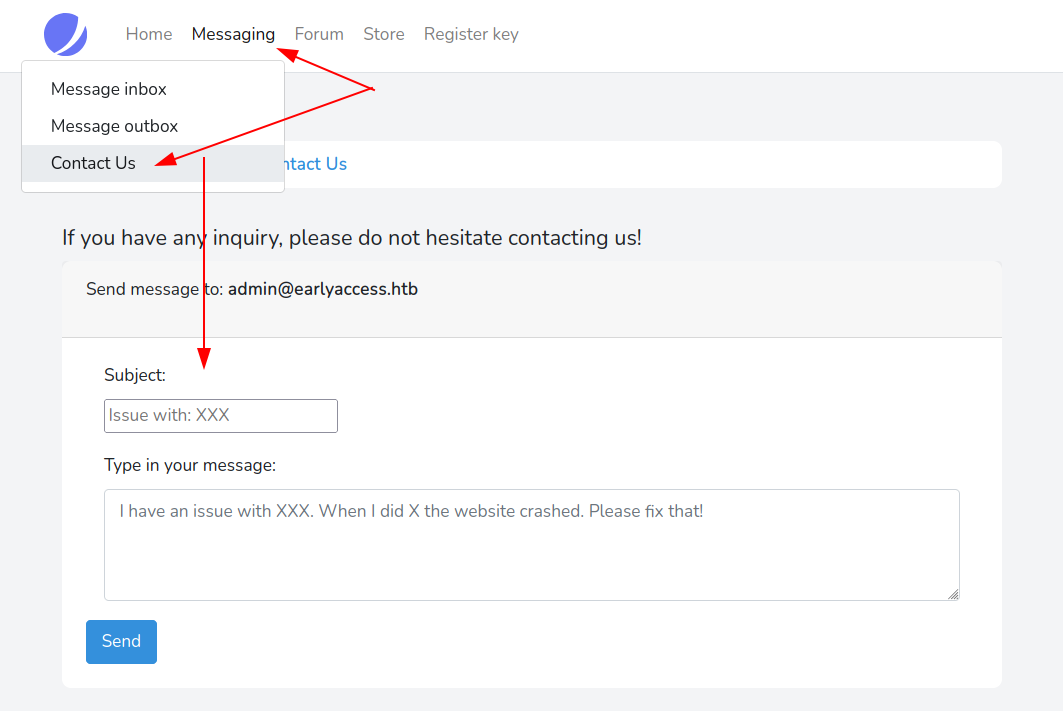 Home Messaging Forum Store Register key
Message inbox
Message outbox
Contact Us
ntact Us
If you have any inquiry, please do not hesitate contacting us!
Send message to: admin@earlyaccess.htb
Subject:
Issue with: XXX
Type in your message:
I have an issue with XXX. When I did X the website crashed. Please fix that!
Send